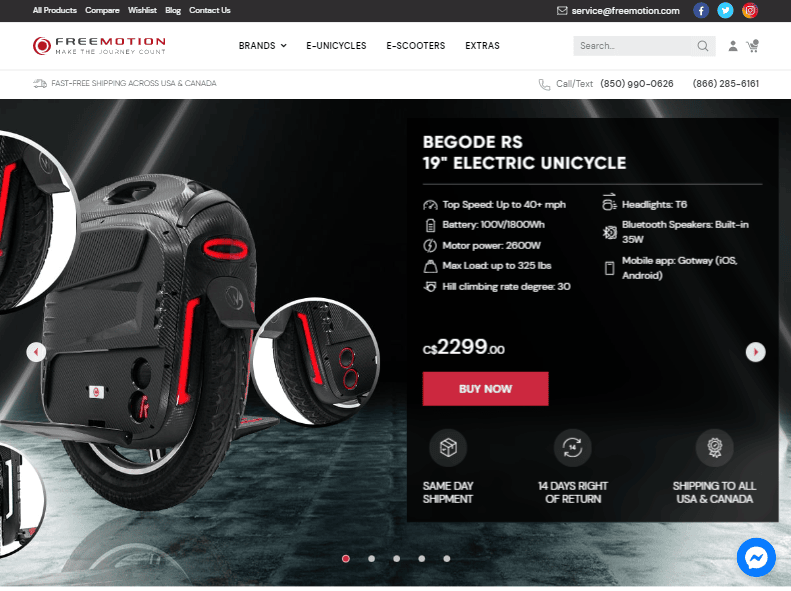 All Products Compare Wishlist Blog Contact Us
service@freemotion.com
FREEMOTION
MAKE THE JOURNEY COUNT
BRANDS E-UNICYCLES E-SCOOTERS EXTRAS
Search...
FAST-FREE SHIPPING ACROSS USA & CANADA
Call/Text (850) 990-0626 (866) 285-6161
BEGODE RS
19" ELECTRIC UNICYCLE
Top Speed: Up to 40+ mph
Battery: 100V/1800Wh
Motor power: 2600W
Max Load: up to 325 lbs
Hill climbing rate degree: 30
Headlights: T6
Bluetooth Speakers: Built-in
35W
Mobile app: Gotway (iOS,
Android)
C$2299.00
BUY NOW
14
SAME DAY
SHIPMENT
14 DAYS RIGHT
OF RETURN
SHIPPING TO ALL
USA & CANADA